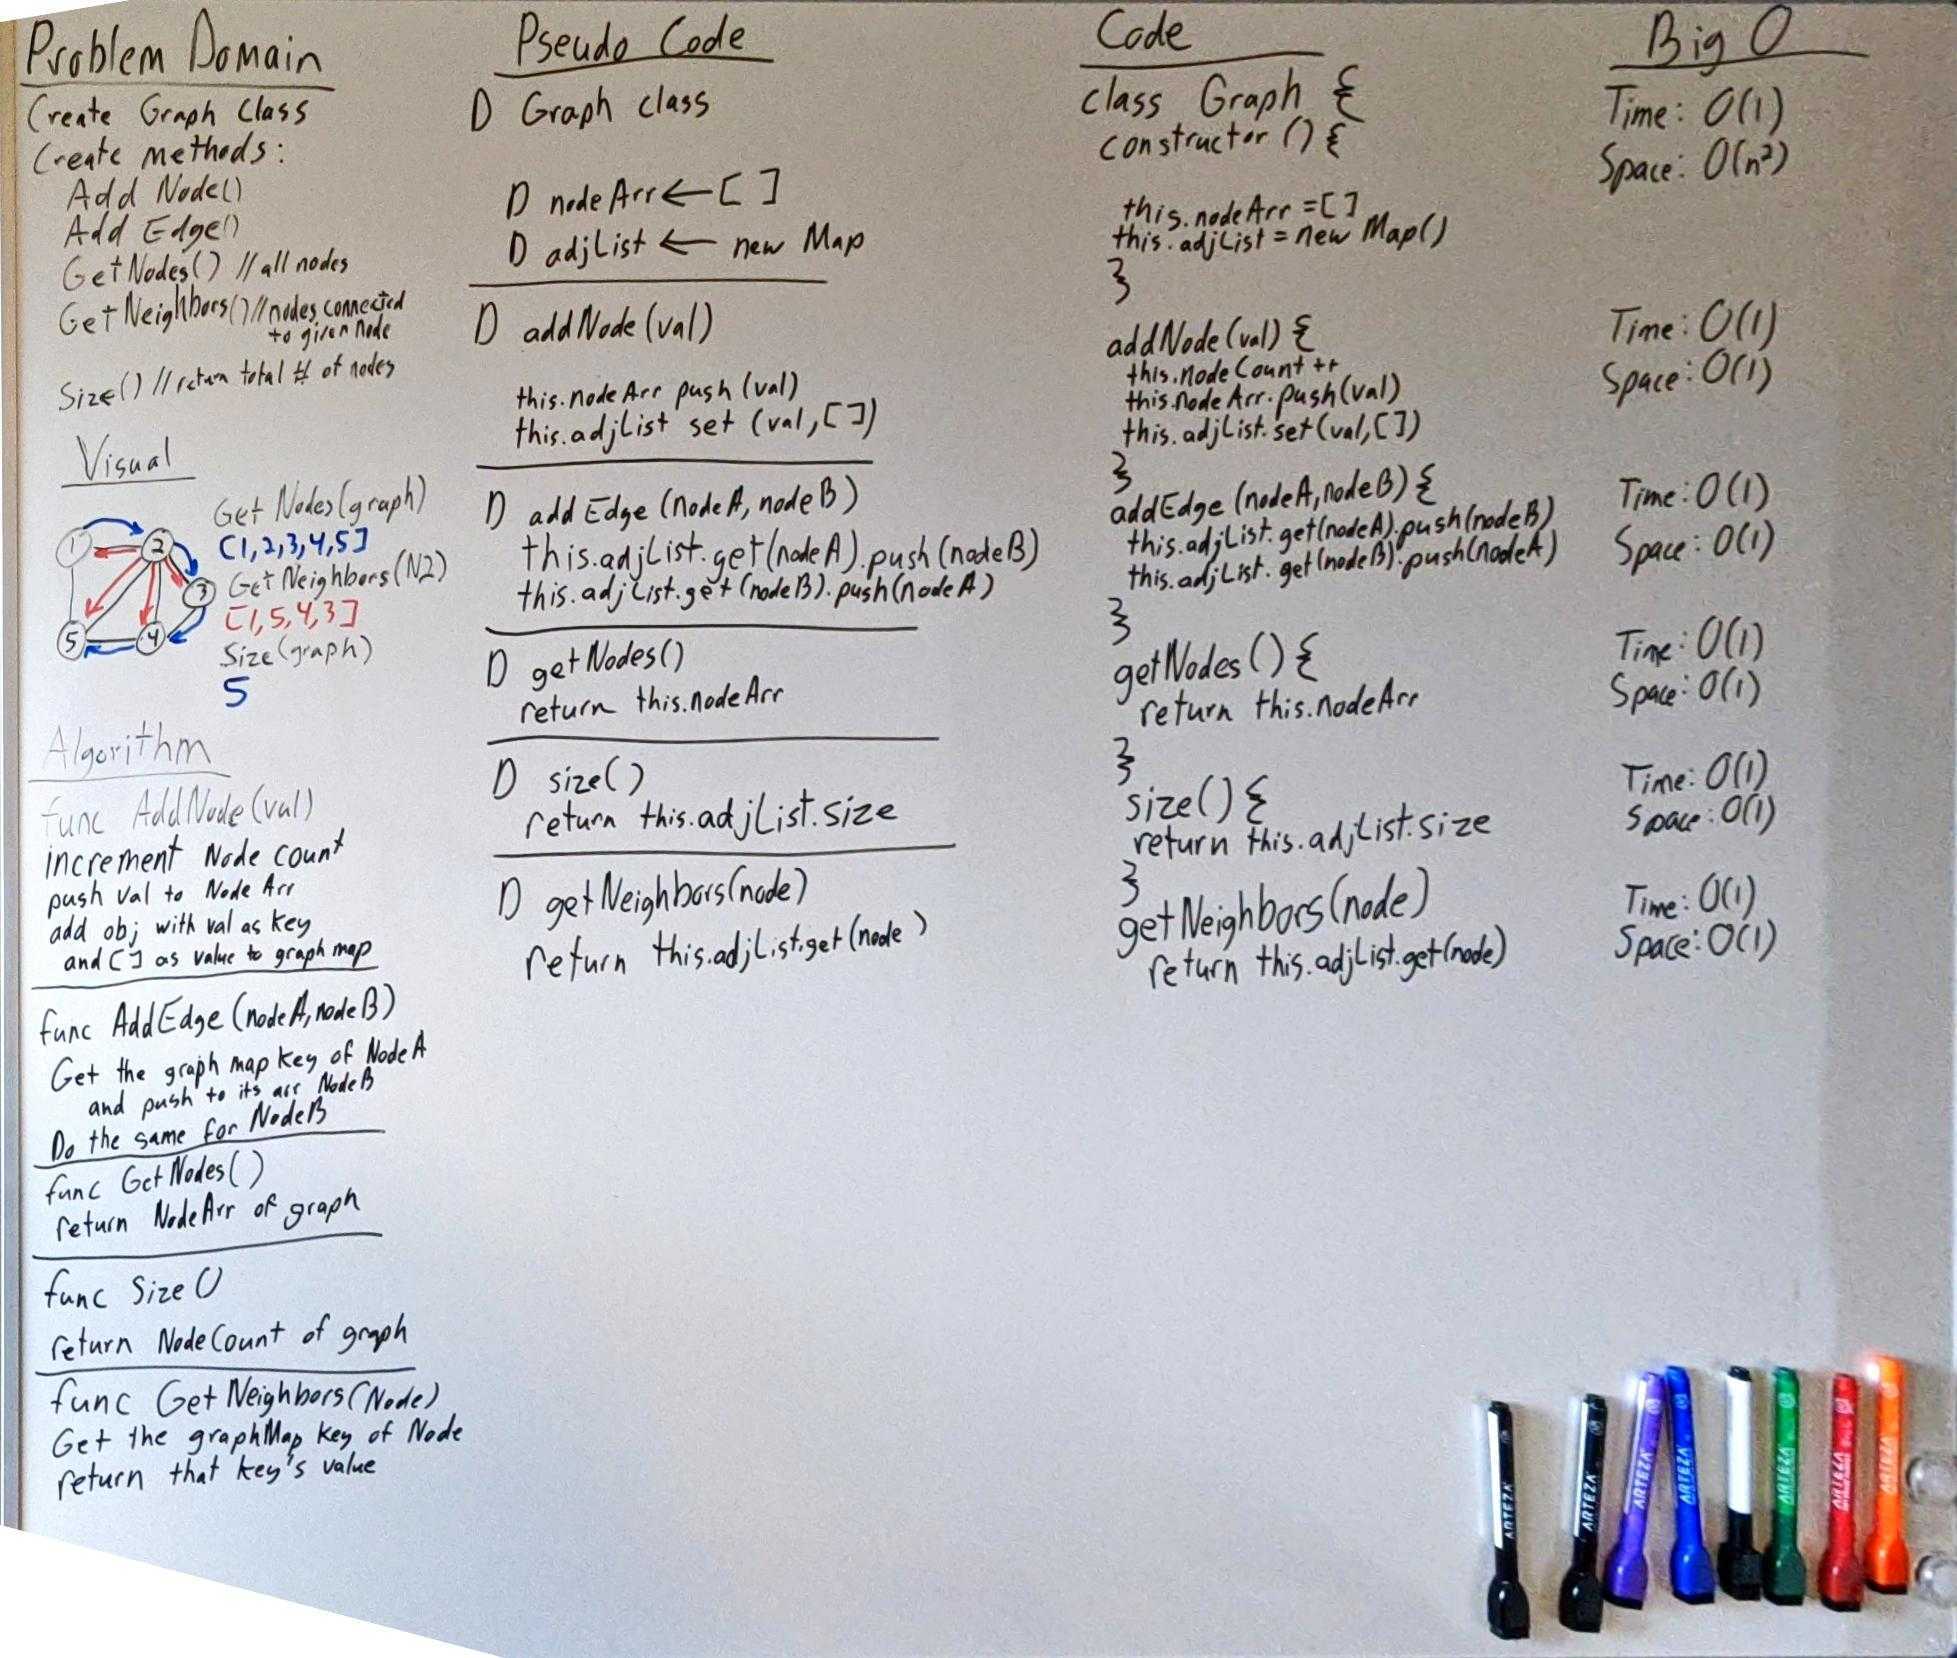 Problem Domain
Create Graph Class
Create methods:
Add Node()
Add Edge()
GetNodes() //all nodes
GetNeighbors() //nodes connected
to given node
Size() //return total # of nodes
Visual
1
2
3
4
5
Get Nodes(graph)
[1,2,3,4,5]
Get Neighbors(N2)
[1,5,4,3]
Size(graph)
5
Algorithm
func AddNode(val)
increment Node count
push val to Node Arr
add obj with val as key
and [] as value to graph map
func AddEdge(nodeA,nodeB)
Get the graph map key of NodeA
and push to its arr NodeB
Do the same for NodeB
func GetNodes()
return NodeArr of graph
func Size()
return NodeCount of graph
func GetNeighbors(Node)
Get the graphMap key of Node
return that key's value
Pseudo Code
D Graph class
D nodeArr ← []
D adjList ← new Map
D addNode(val)
this.nodeArr push(val)
this.adjList set (val,[])
D addEdge(nodeA, nodeB)
this.adjList.get(nodeA).push(nodeB)
this.adjList.get(nodeB).push(nodeA)
D getNodes()
return this.nodeArr
D size()
return this.adjList.size
D getNeighbors(node)
return this.adjList.get(node)
Code
class Graph {
constructor () {
this.nodeArr = []
this.adjList = new Map()
}
addNode(val) {
this.nodeCount ++
this.nodeArr.push(val)
this.adjList.set(val,[])
}
addEdge(nodeA,nodeB) {
this.adjList.get(nodeA).push(nodeB)
this.adjList.get(nodeB).push(nodeA)
}
getNodes() {
return this.nodeArr
}
size() {
return this.adjList.size
}
getNeighbors(node)
return this.adjList.get(node)
Big O
Time: O(1)
Space: O(n²)
Time: O(1)
Space: O(1)
Time: O(1)
Space: O(1)
Time: O(1)
Space: O(1)
Time: O(1)
Space: O(1)
Time: O(1)
Space: O(1)
ARTEZA
ARTEZA
ARTEZA
ARTEZA
ARTEZA
ARTEZA
ARTEZA